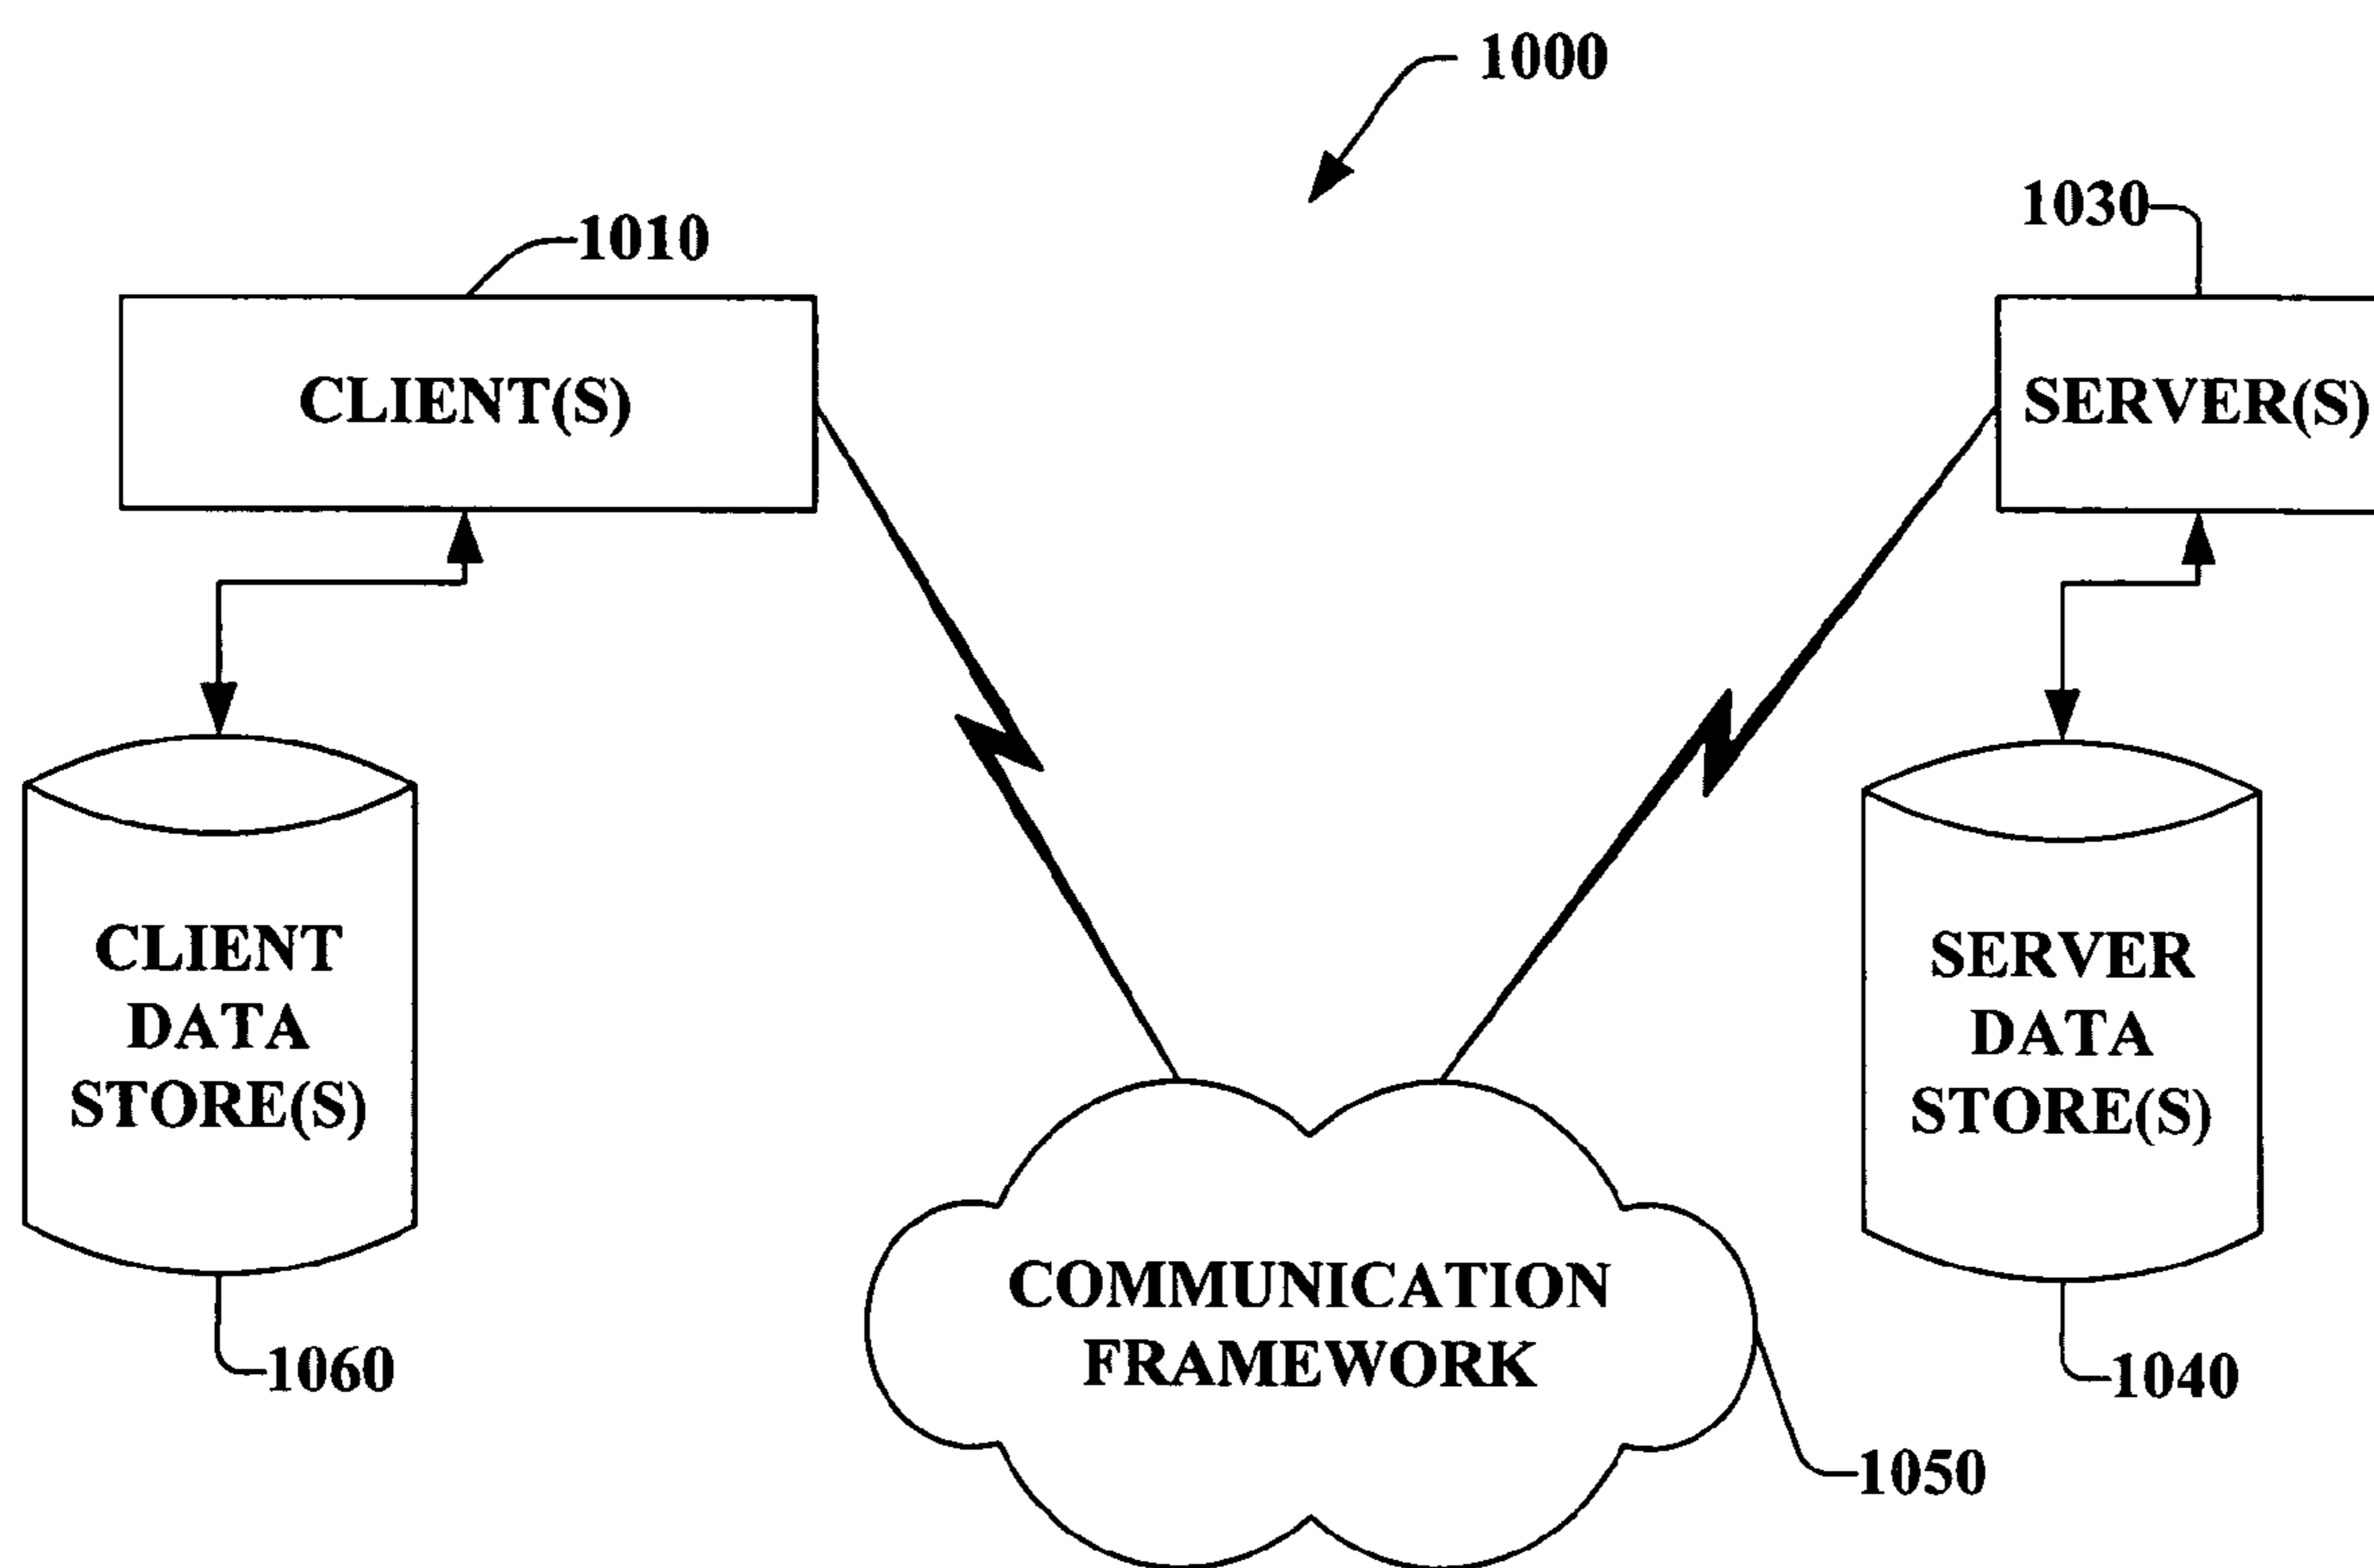 1000
1010
1030
CLIENT(S)
SERVER(S)
CLIENT
DATA
STORE(S)
SERVER
DATA
STORE(S)
COMMUNICATION
FRAMEWORK
1060
1040
1050